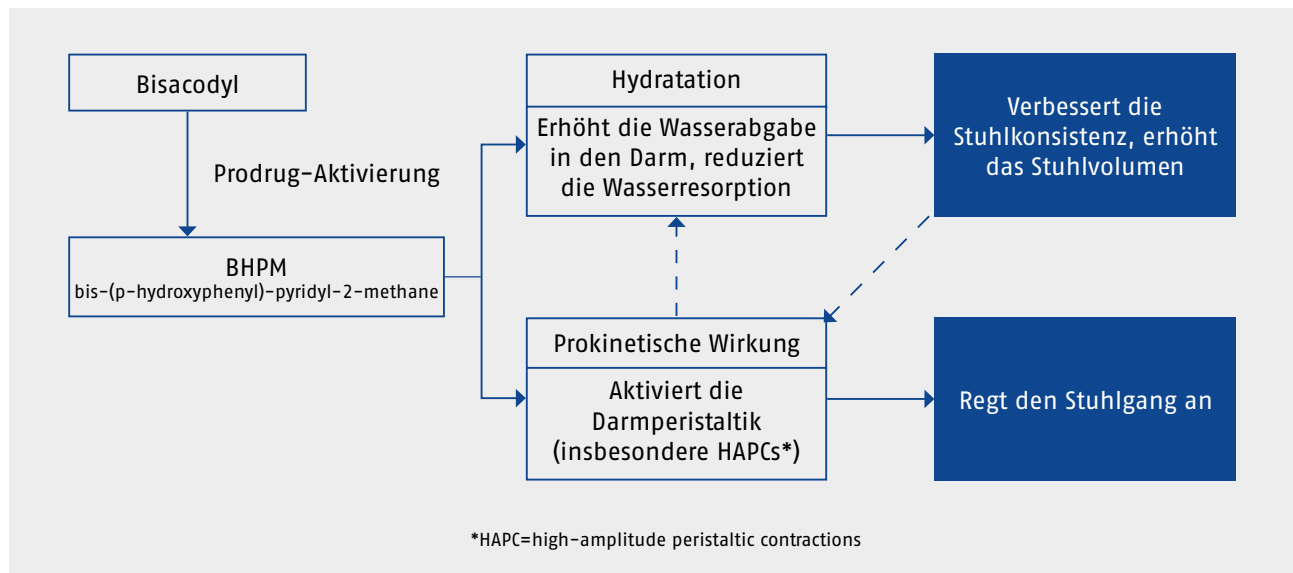 Bisacodyl
Prodrug-Aktivierung
BHPM
bis-(p-hydroxyphenyl)-pyridyl-2-methane
Hydratation
Erhöht die Wasserabgabe
in den Darm, reduziert
die Wasserresorption
Verbessert die
Stuhlkonsistenz, erhöht
das Stuhlvolumen
Prokinetische Wirkung
Aktiviert die
Darmperistaltik
(insbesondere HAPCs*)
Regt den Stuhlgang an
*HAPC=high-amplitude peristaltic contractions